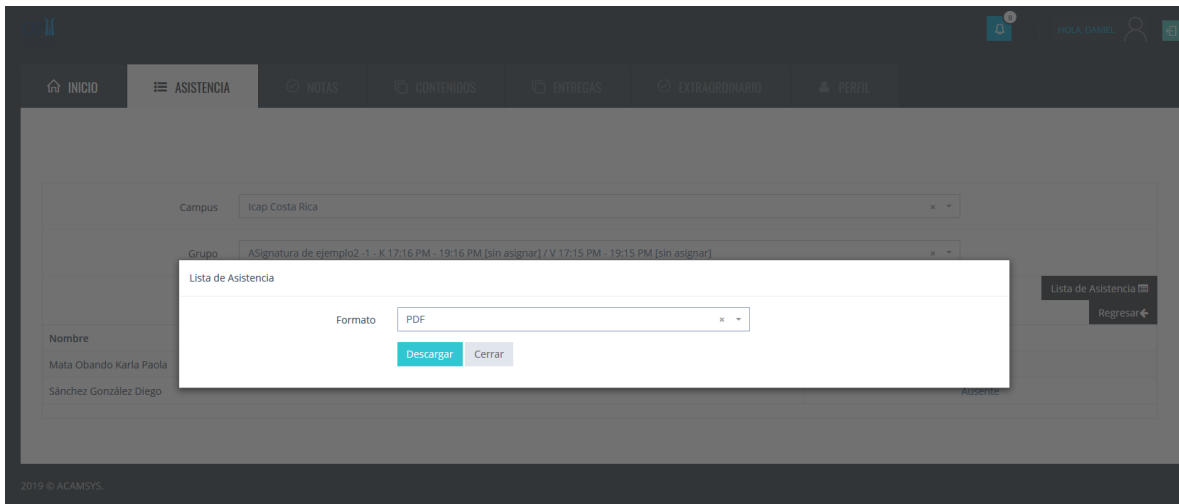 8
HOLA, DANIEL
INICIO
ASISTENCIA
NOTAS
CONTENIDOS
ENTREGAS
EXTRAORDINARIO
PERFIL
Campus
Icap Costa Rica
Grupo
ASignatura de ejemplo2 -1 - K 17:16 PM - 19:16 PM [sin asignar] / V 17:15 PM - 19:15 PM [sin asignar]
Lista de Asistencia
Formato
PDF
Descargar
Cerrar
Lista de Asistencia
Regresar
Nombre
Mata Obando Karla Paola
Sánchez González Diego
Ausente
2019 © ACAMSYS.